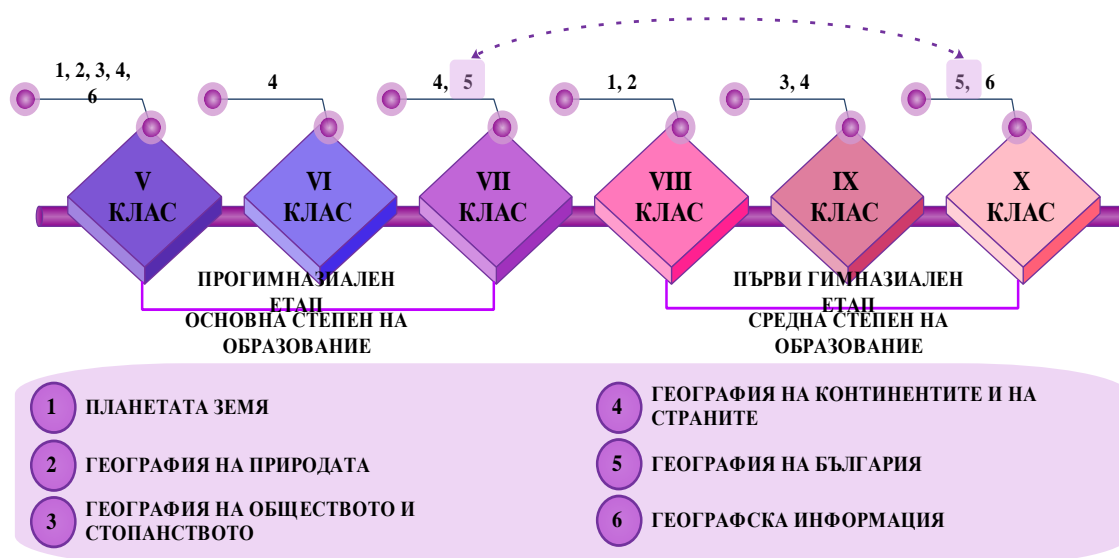 1, 2, 3, 4,
6
4
4, 5
1, 2
3, 4
5, 6
V
КЛАС
VI
КЛАС
VII
КЛАС
VIII
КЛАС
IX
КЛАС
X
КЛАС
ПРОГИМНАЗИАЛЕН
ЕТАП
ОСНОВНА СТЕПЕН НА
ОБРАЗОВАНИЕ
ПЪРВИ ГИМНАЗИАЛЕН
ЕТАП
СРЕДНА СТЕПЕН НА
ОБРАЗОВАНИЕ
1 ПЛАНЕТАТА ЗЕМЯ
2 ГЕОГРАФИЯ НА ПРИРОДАТА
3 ГЕОГРАФИЯ НА ОБЩЕСТВОТО И
СТОПАНСТВОТО
4 ГЕОГРАФИЯ НА КОНТИНЕНТИТЕ И НА
СТРАНИТЕ
5 ГЕОГРАФИЯ НА БЪЛГАРИЯ
6 ГЕОГРАФСКА ИНФОРМАЦИЯ